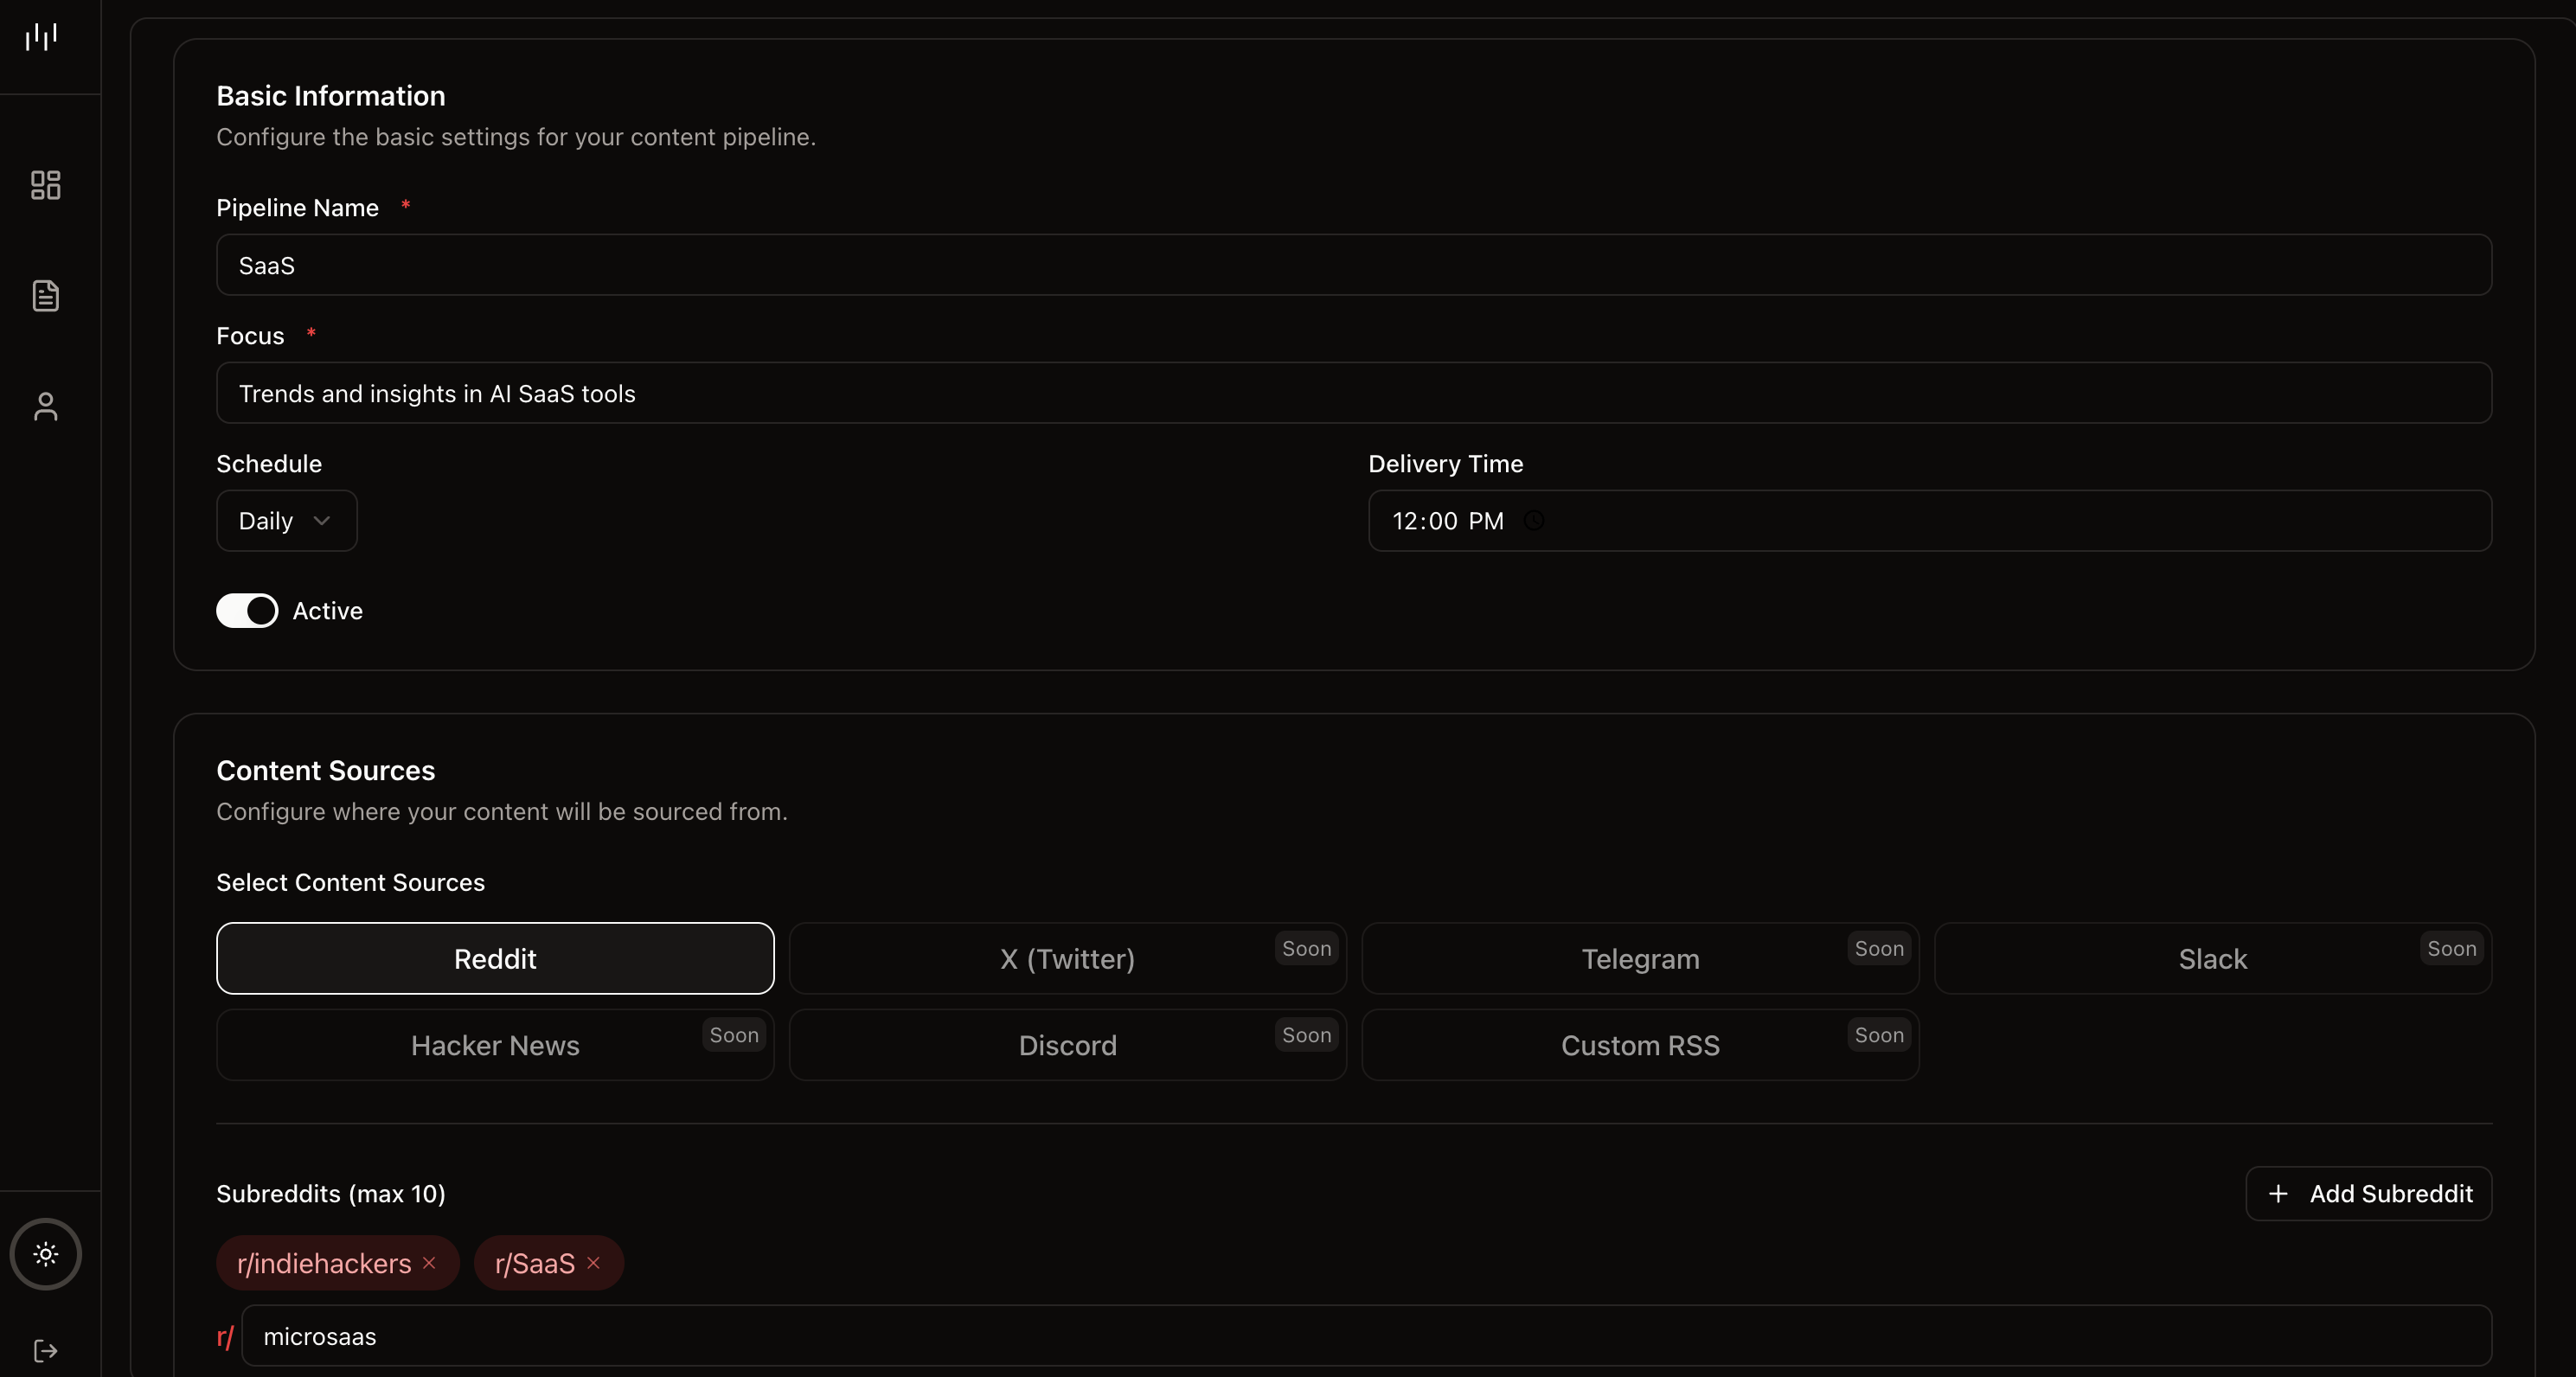 Basic Information
Configure the basic settings for your content pipeline.
Pipeline Name *
SaaS
Focus *
Trends and insights in AI SaaS tools
Schedule
Delivery Time
Daily
12:00 PM
Active
Content Sources
Configure where your content will be sourced from.
Select Content Sources
Reddit
X (Twitter) Soon
Telegram Soon
Slack Soon
Hacker News Soon
Discord Soon
Custom RSS Soon
Subreddits (max 10)
+ Add Subreddit
r/indiehackers ×
r/SaaS ×
r/ microsaas